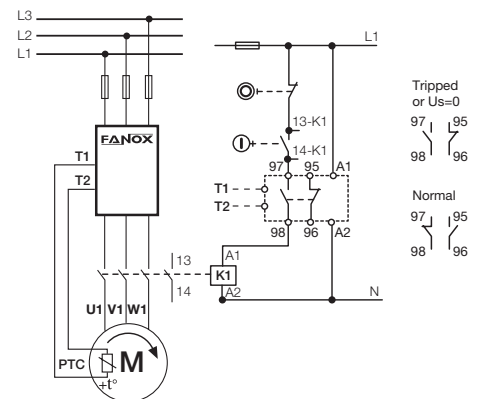 L3
L2
L1
FANOX
T1
T2
U1 V1 W1
PTC
M
+t°
13
14
L1
13-K1
14-K1
97 95 A1
T1
T2
98 96 A2
A1
K1
A2
N
Tripped
or Us=0
97 95
98 96
Normal
97 95
98 96